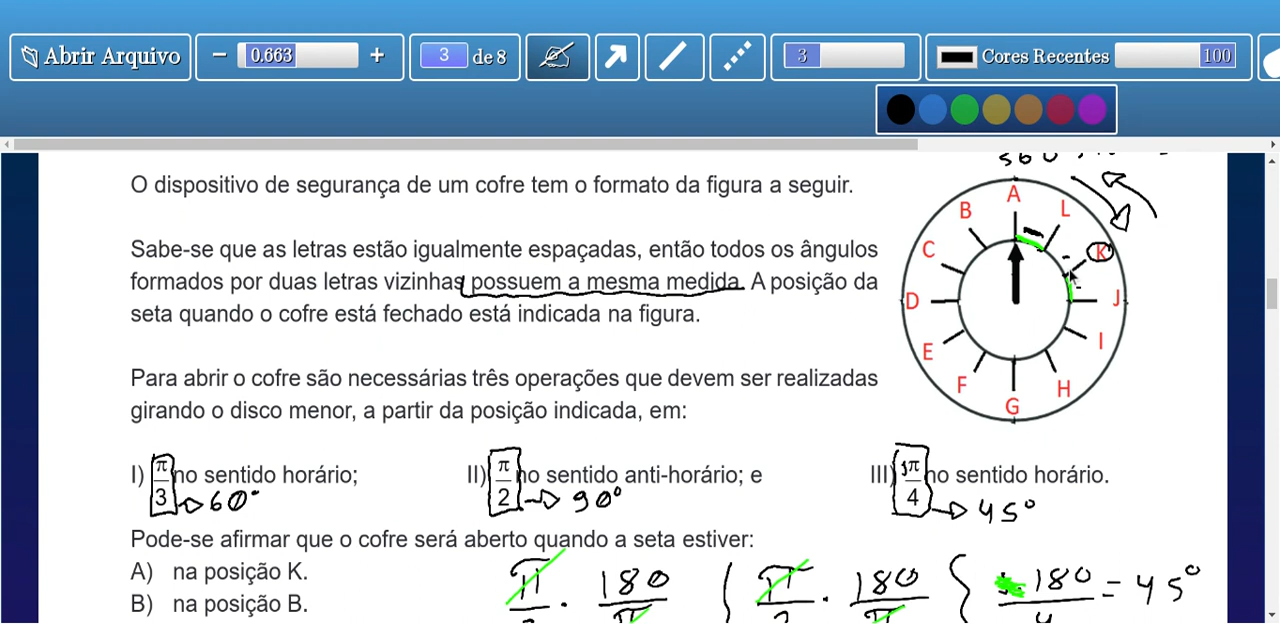 Abrir Arquivo − 0.663 + 3 de 8 3 Cores Recentes 100
360
O dispositivo de segurança de um cofre tem o formato da figura a seguir.
Sabe-se que as letras estão igualmente espaçadas, então todos os ângulos
formados por duas letras vizinhas possuem a mesma medida. A posição da
seta quando o cofre está fechado está indicada na figura.
A
L
K
J
I
H
G
F
E
D
C
B
Para abrir o cofre são necessárias três operações que devem ser realizadas
girando o disco menor, a partir da posição indicada, em:
I) π/3 no sentido horário; II) π/2 no sentido anti-horário; e III) π/4 no sentido horário.
60° 90° 45°
Pode-se afirmar que o cofre será aberto quando a seta estiver:
A) na posição K.
B) na posição B.
π · 180/π { π · 180/π { 180/4 = 45°